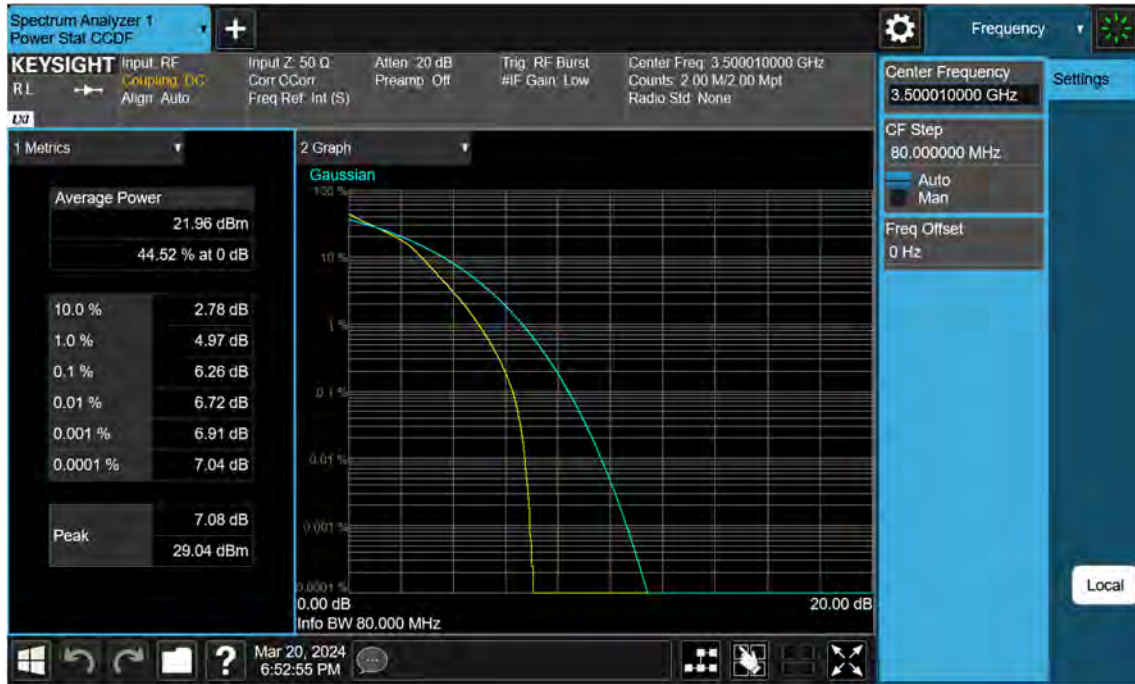 Spectrum Analyzer 1
Power Stat CCDF
+
Frequency
KEYSIGHT
RL
LXI
Input: RF
Coupling: DC
Align: Auto
Input Z: 50 Ω
Corr CCorr
Freq Ref: Int (S)
Atten: 20 dB
Preamp: Off
Trig: RF Burst
#IF Gain: Low
Center Freq: 3.500010000 GHz
Counts: 2.00 M/2.00 Mpt
Radio Std: None
Center Frequency
3.500010000 GHz
Settings
CF Step
80.000000 MHz
Auto
Man
Freq Offset
0 Hz
1 Metrics
Average Power
21.96 dBm
44.52 % at 0 dB
10.0 % 2.78 dB
1.0 % 4.97 dB
0.1 % 6.26 dB
0.01 % 6.72 dB
0.001 % 6.91 dB
0.0001 % 7.04 dB
Peak
7.08 dB
29.04 dBm
2 Graph
Gaussian
100 %
10 %
1 %
0.1 %
0.01 %
0.001 %
0.0001 %
0.00 dB
20.00 dB
Info BW 80.000 MHz
Local
?
Mar 20, 2024
6:52:55 PM